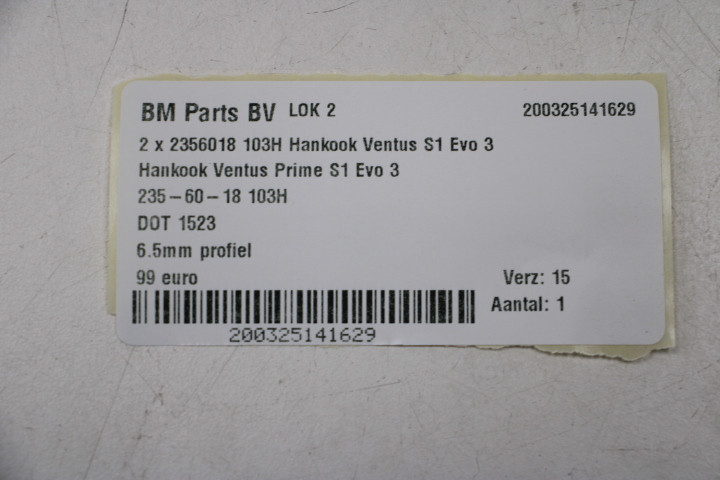 BM Parts BV LOK 2 200325141629
2 x 2356018 103H Hankook Ventus S1 Evo 3
Hankook Ventus Prime S1 Evo 3
235-60-18 103H
DOT 1523
6.5mm profiel
99 euro Verz: 15
Aantal: 1
200325141629